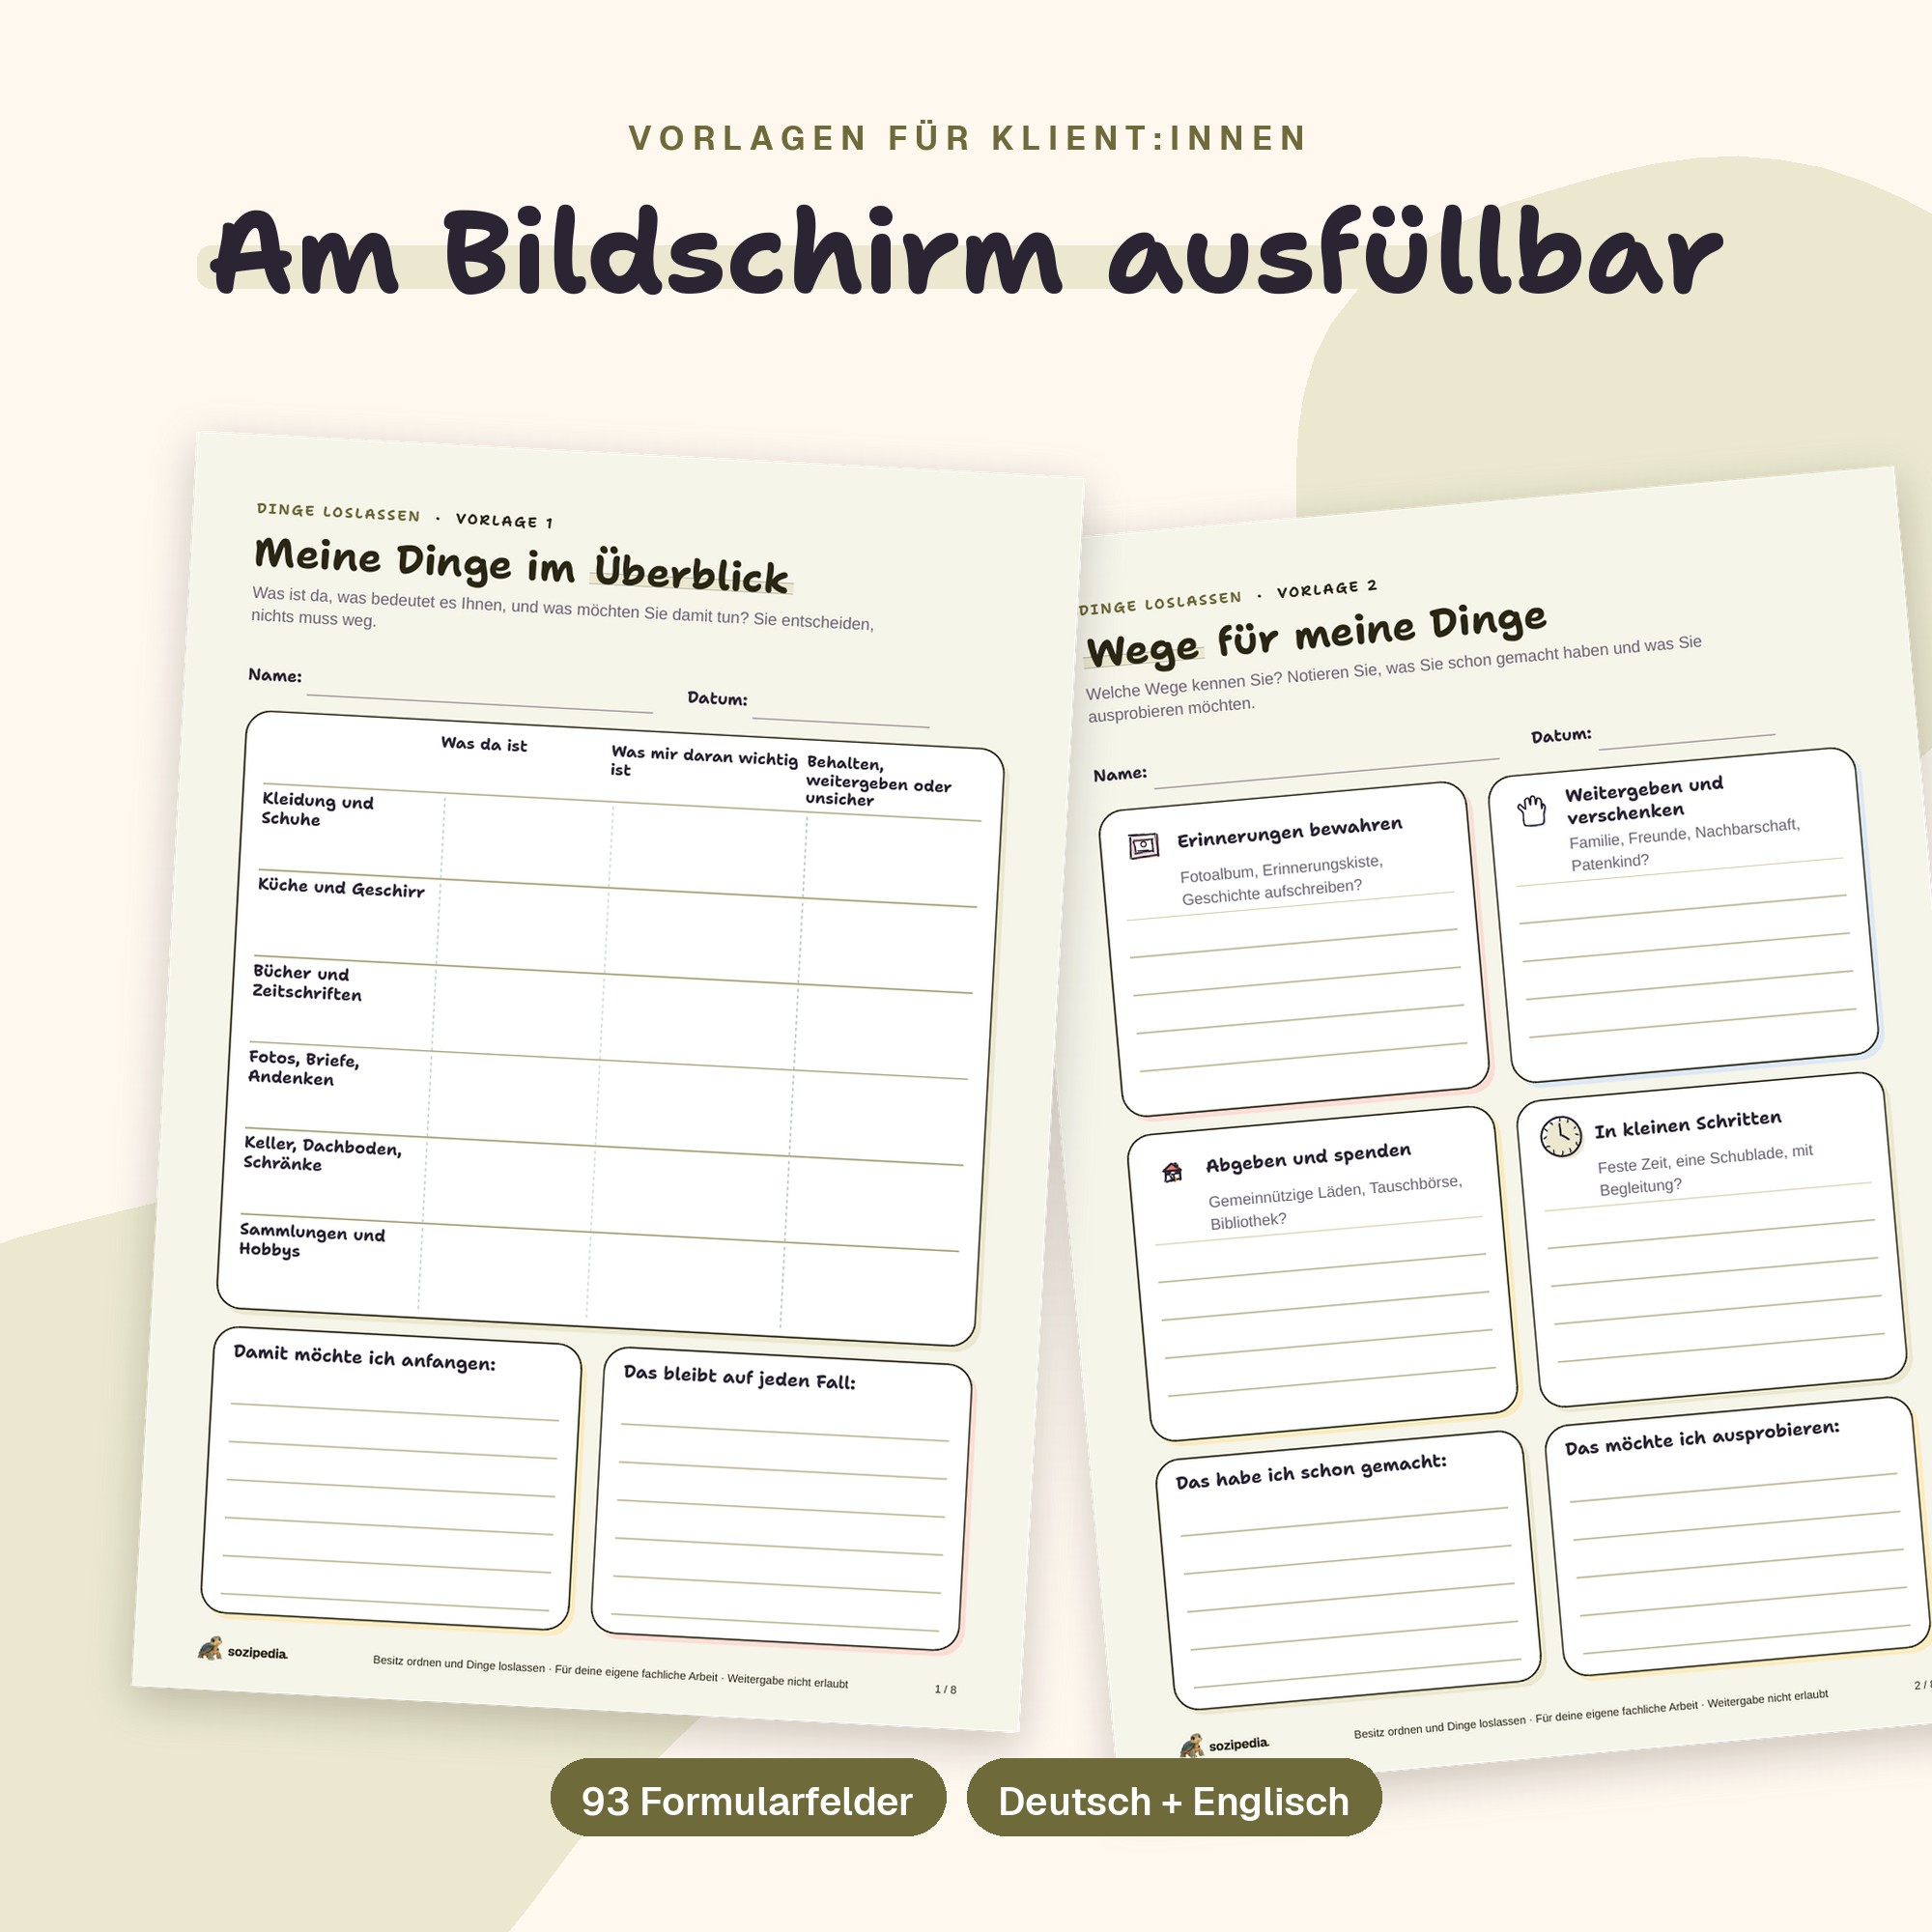 VORLAGEN FÜR KLIENT:INNEN
Am Bildschirm ausfüllbar
DINGE LOSLASSEN · VORLAGE 1
Meine Dinge im Überblick
Was ist da, was bedeutet es Ihnen, und was möchten Sie damit tun? Sie entscheiden,
nichts muss weg.
Name:
Datum:
Was da ist
Was mir daran wichtig
ist
Behalten,
weitergeben oder
unsicher
Kleidung und
Schuhe
Küche und Geschirr
Bücher und
Zeitschriften
Fotos, Briefe,
Andenken
Keller, Dachboden,
Schränke
Sammlungen und
Hobbys
Damit möchte ich anfangen:
Das bleibt auf jeden Fall:
sozipedia.
Besitz ordnen und Dinge loslassen · Für deine eigene fachliche Arbeit · Weitergabe nicht erlaubt
1 / 8
DINGE LOSLASSEN · VORLAGE 2
Wege für meine Dinge
Welche Wege kennen Sie? Notieren Sie, was Sie schon gemacht haben und was Sie
ausprobieren möchten.
Name:
Datum:
Erinnerungen bewahren
Fotoalbum, Erinnerungskiste,
Geschichte aufschreiben?
Weitergeben und
verschenken
Familie, Freunde, Nachbarschaft,
Patenkind?
Abgeben und spenden
Gemeinnützige Läden, Tauschbörse,
Bibliothek?
In kleinen Schritten
Feste Zeit, eine Schublade, mit
Begleitung?
Das habe ich schon gemacht:
Das möchte ich ausprobieren:
sozipedia.
Besitz ordnen und Dinge loslassen · Für deine eigene fachliche Arbeit · Weitergabe nicht erlaubt
2 / 8
93 Formularfelder
Deutsch + Englisch